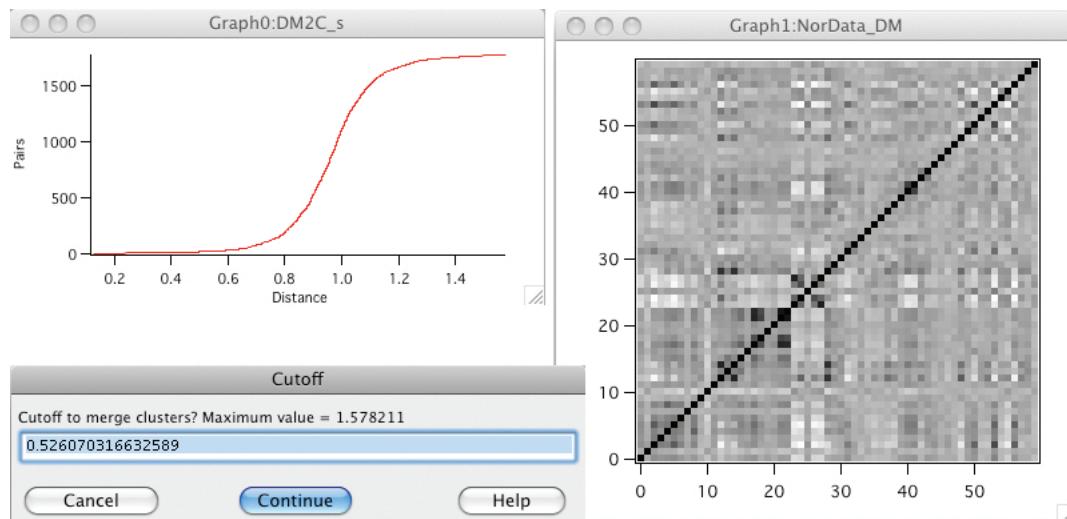 Graph0:DM2C_s
1500
1000
500
0
Pairs
0.2 0.4 0.6 0.8 1.0 1.2 1.4
Distance
Graph1:NorData_DM
50
40
30
20
10
0
0 10 20 30 40 50
Cutoff
Cutoff to merge clusters? Maximum value = 1.578211
0.526070316632589
Cancel Continue Help